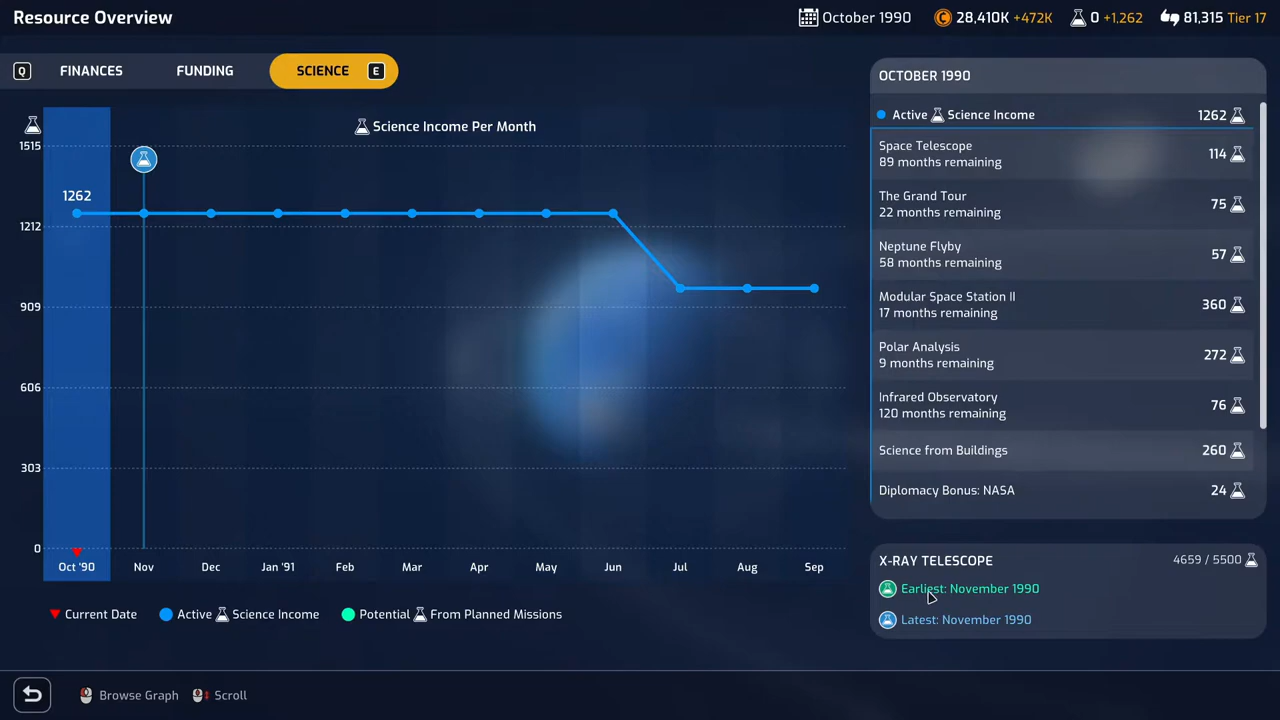 Resource Overview
October 1990
28,410K +472K
0 +1,262
81,315 Tier 17
Q FINANCES FUNDING SCIENCE E
Science Income Per Month
1515
1212
909
606
303
0
1262
Oct '90 Nov Dec Jan '91 Feb Mar Apr May Jun Jul Aug Sep
Current Date Active Science Income Potential From Planned Missions
OCTOBER 1990
Active Science Income 1262
Space Telescope
89 months remaining
114
The Grand Tour
22 months remaining
75
Neptune Flyby
58 months remaining
57
Modular Space Station II
17 months remaining
360
Polar Analysis
9 months remaining
272
Infrared Observatory
120 months remaining
76
Science from Buildings 260
Diplomacy Bonus: NASA 24
X-RAY TELESCOPE 4659 / 5500
Earliest: November 1990
Latest: November 1990
Browse Graph Scroll